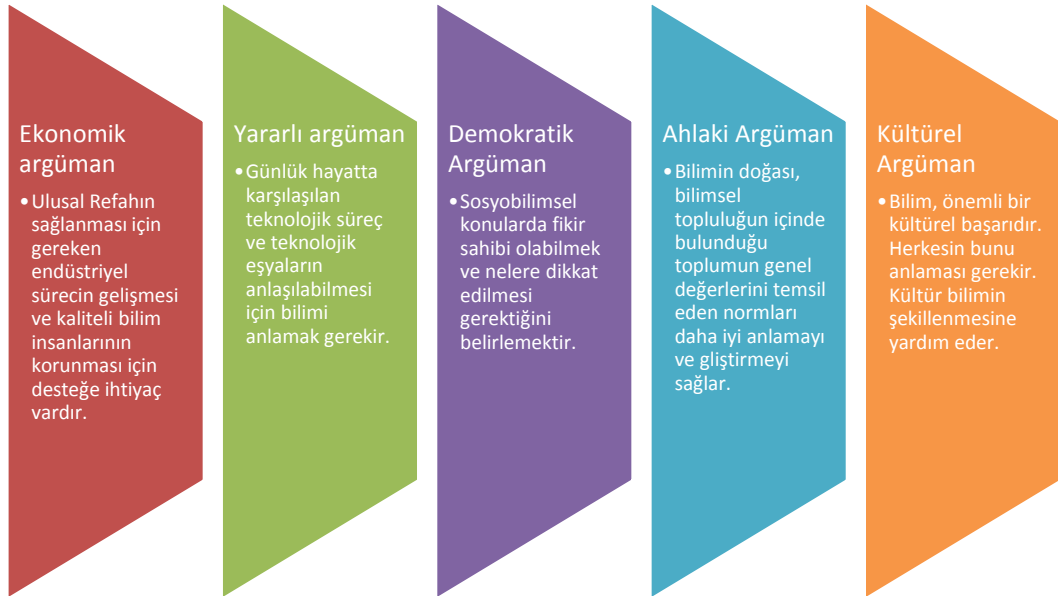 Ekonomik
argüman
•Ulusal Refahın
sağlanması için
gereken
endüstriyel
sürecin gelişmesi
ve kaliteli bilim
insanlarının
korunması için
desteğe ihtiyaç
vardır.
Yararlı argüman
•Günlük hayatta
karşılaşılan
teknolojik süreç
ve teknolojik
eşyaların
anlaşılabilmesi
için bilimi
anlamak gerekir.
Demokratik
Argüman
•Sosyobilimsel
konularda fikir
sahibi olabilmek
ve nelere dikkat
edilmesi
gerektiğini
belirlemektir.
Ahlaki Argüman
•Bilimin doğası,
bilimsel
topluluğun içinde
bulunduğu
toplumun genel
değerlerini temsil
eden normları
daha iyi anlamayı
ve gliştirmeyi
sağlar.
Kültürel
Argüman
•Bilim, önemli bir
kültürel başarıdır.
Herkesin bunu
anlaması gerekir.
Kültür bilimin
şekillenmesine
yardım eder.